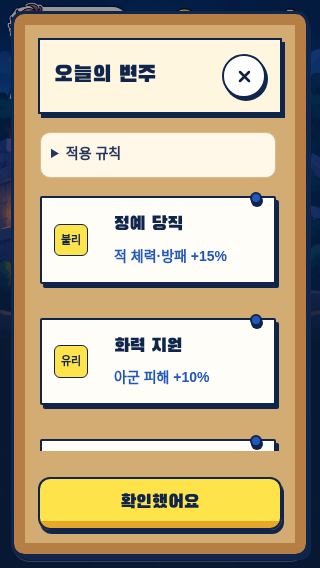 오늘의 변주
적용 규칙
정예 당직
불리
적 체력·방패 +15%
화력 지원
유리
아군 피해 +10%
확인했어요